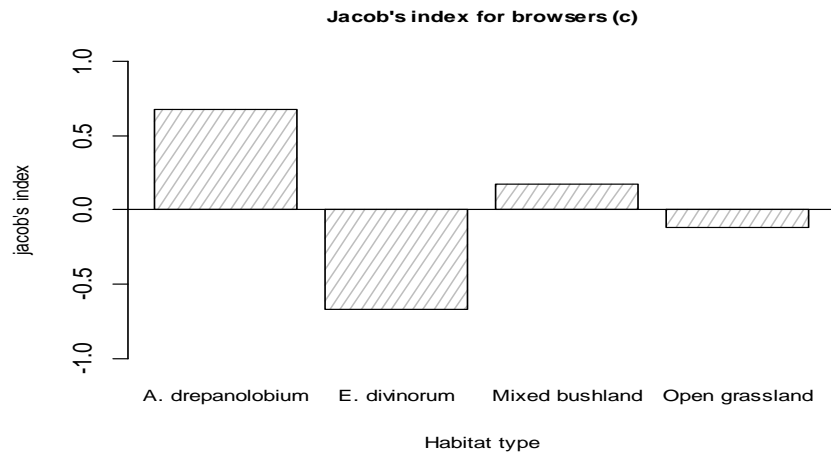 Jacob's index for browsers (c)
1.0
0.5
0.0
-0.5
-1.0
jacob's index
A. drepanolobium E. divinorum Mixed bushland Open grassland
Habitat type